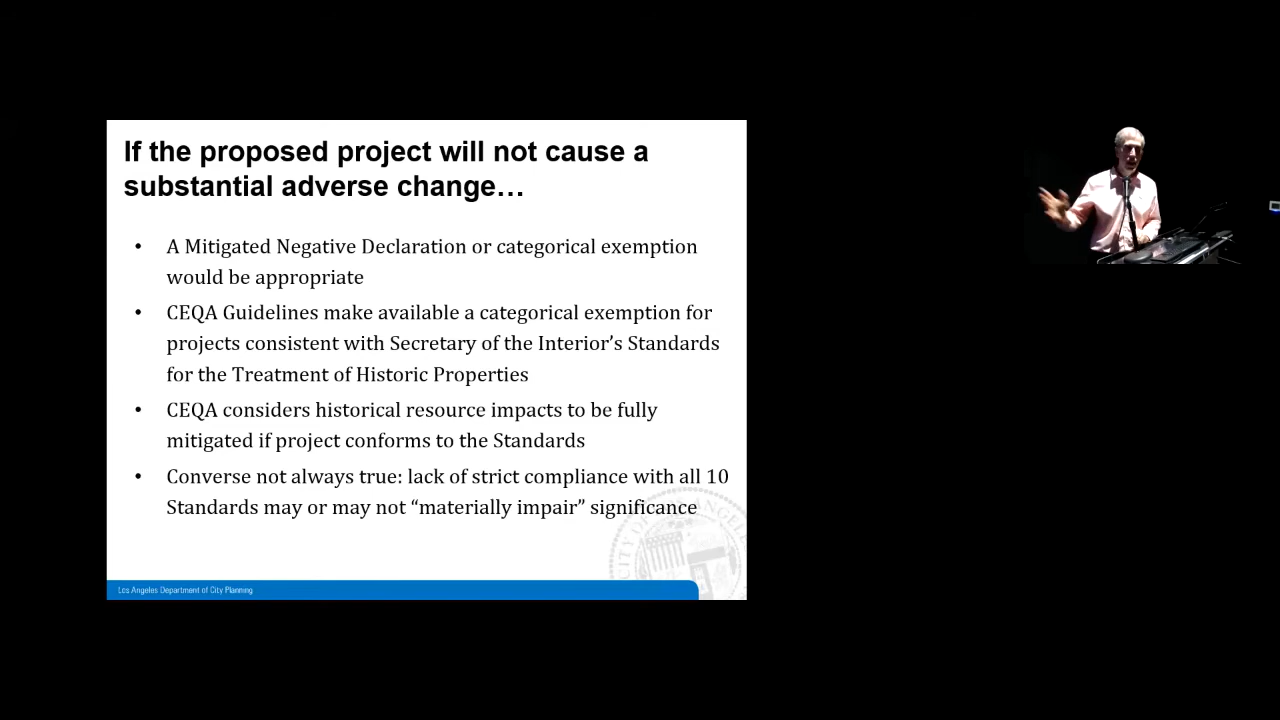 If the proposed project will not cause a
substantial adverse change…
• A Mitigated Negative Declaration or categorical exemption
would be appropriate
• CEQA Guidelines make available a categorical exemption for
projects consistent with Secretary of the Interior’s Standards
for the Treatment of Historic Properties
• CEQA considers historical resource impacts to be fully
mitigated if project conforms to the Standards
• Converse not always true: lack of strict compliance with all 10
Standards may or may not “materially impair” significance
CITY OF LOS ANGELES
Los Angeles Department of City Planning